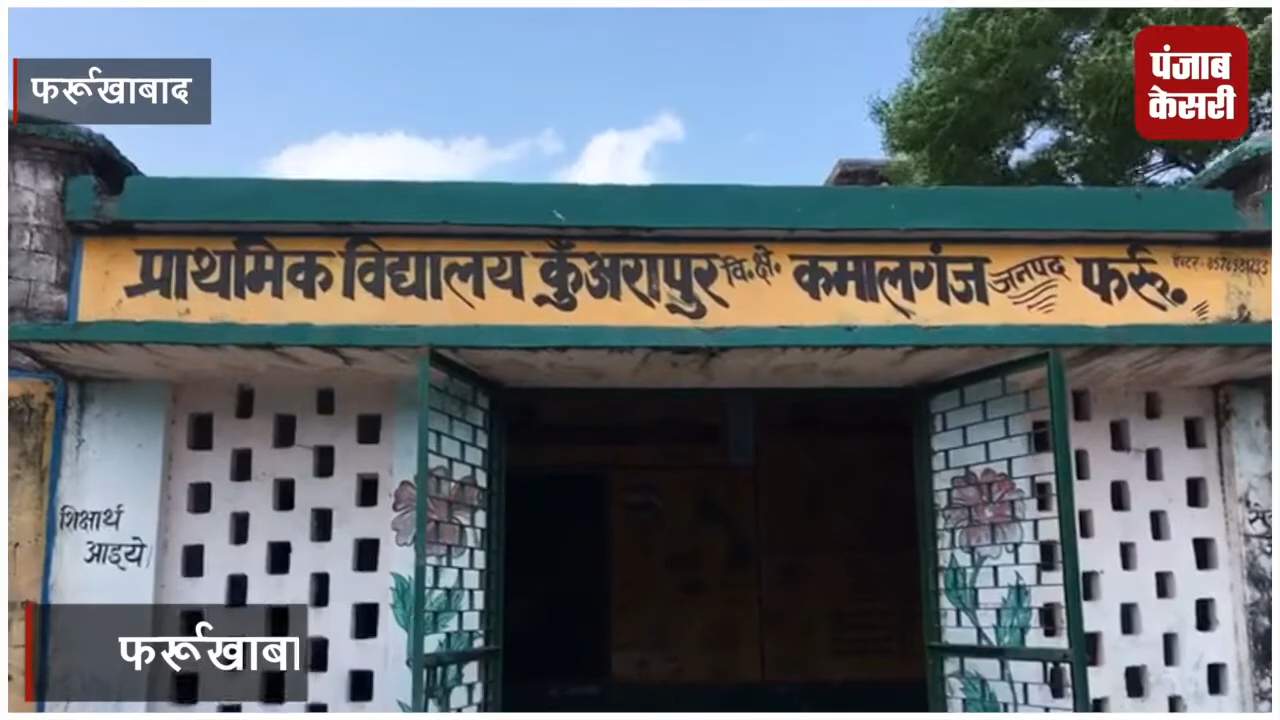 फर्रूखाबाद
पंजाब
केसरी
प्राथमिक विद्यालय कुँअरापुर वि.क्षे. कमालगंज जनपद फर्रू.
शिक्षार्थ
आइये
फर्रूखाबा